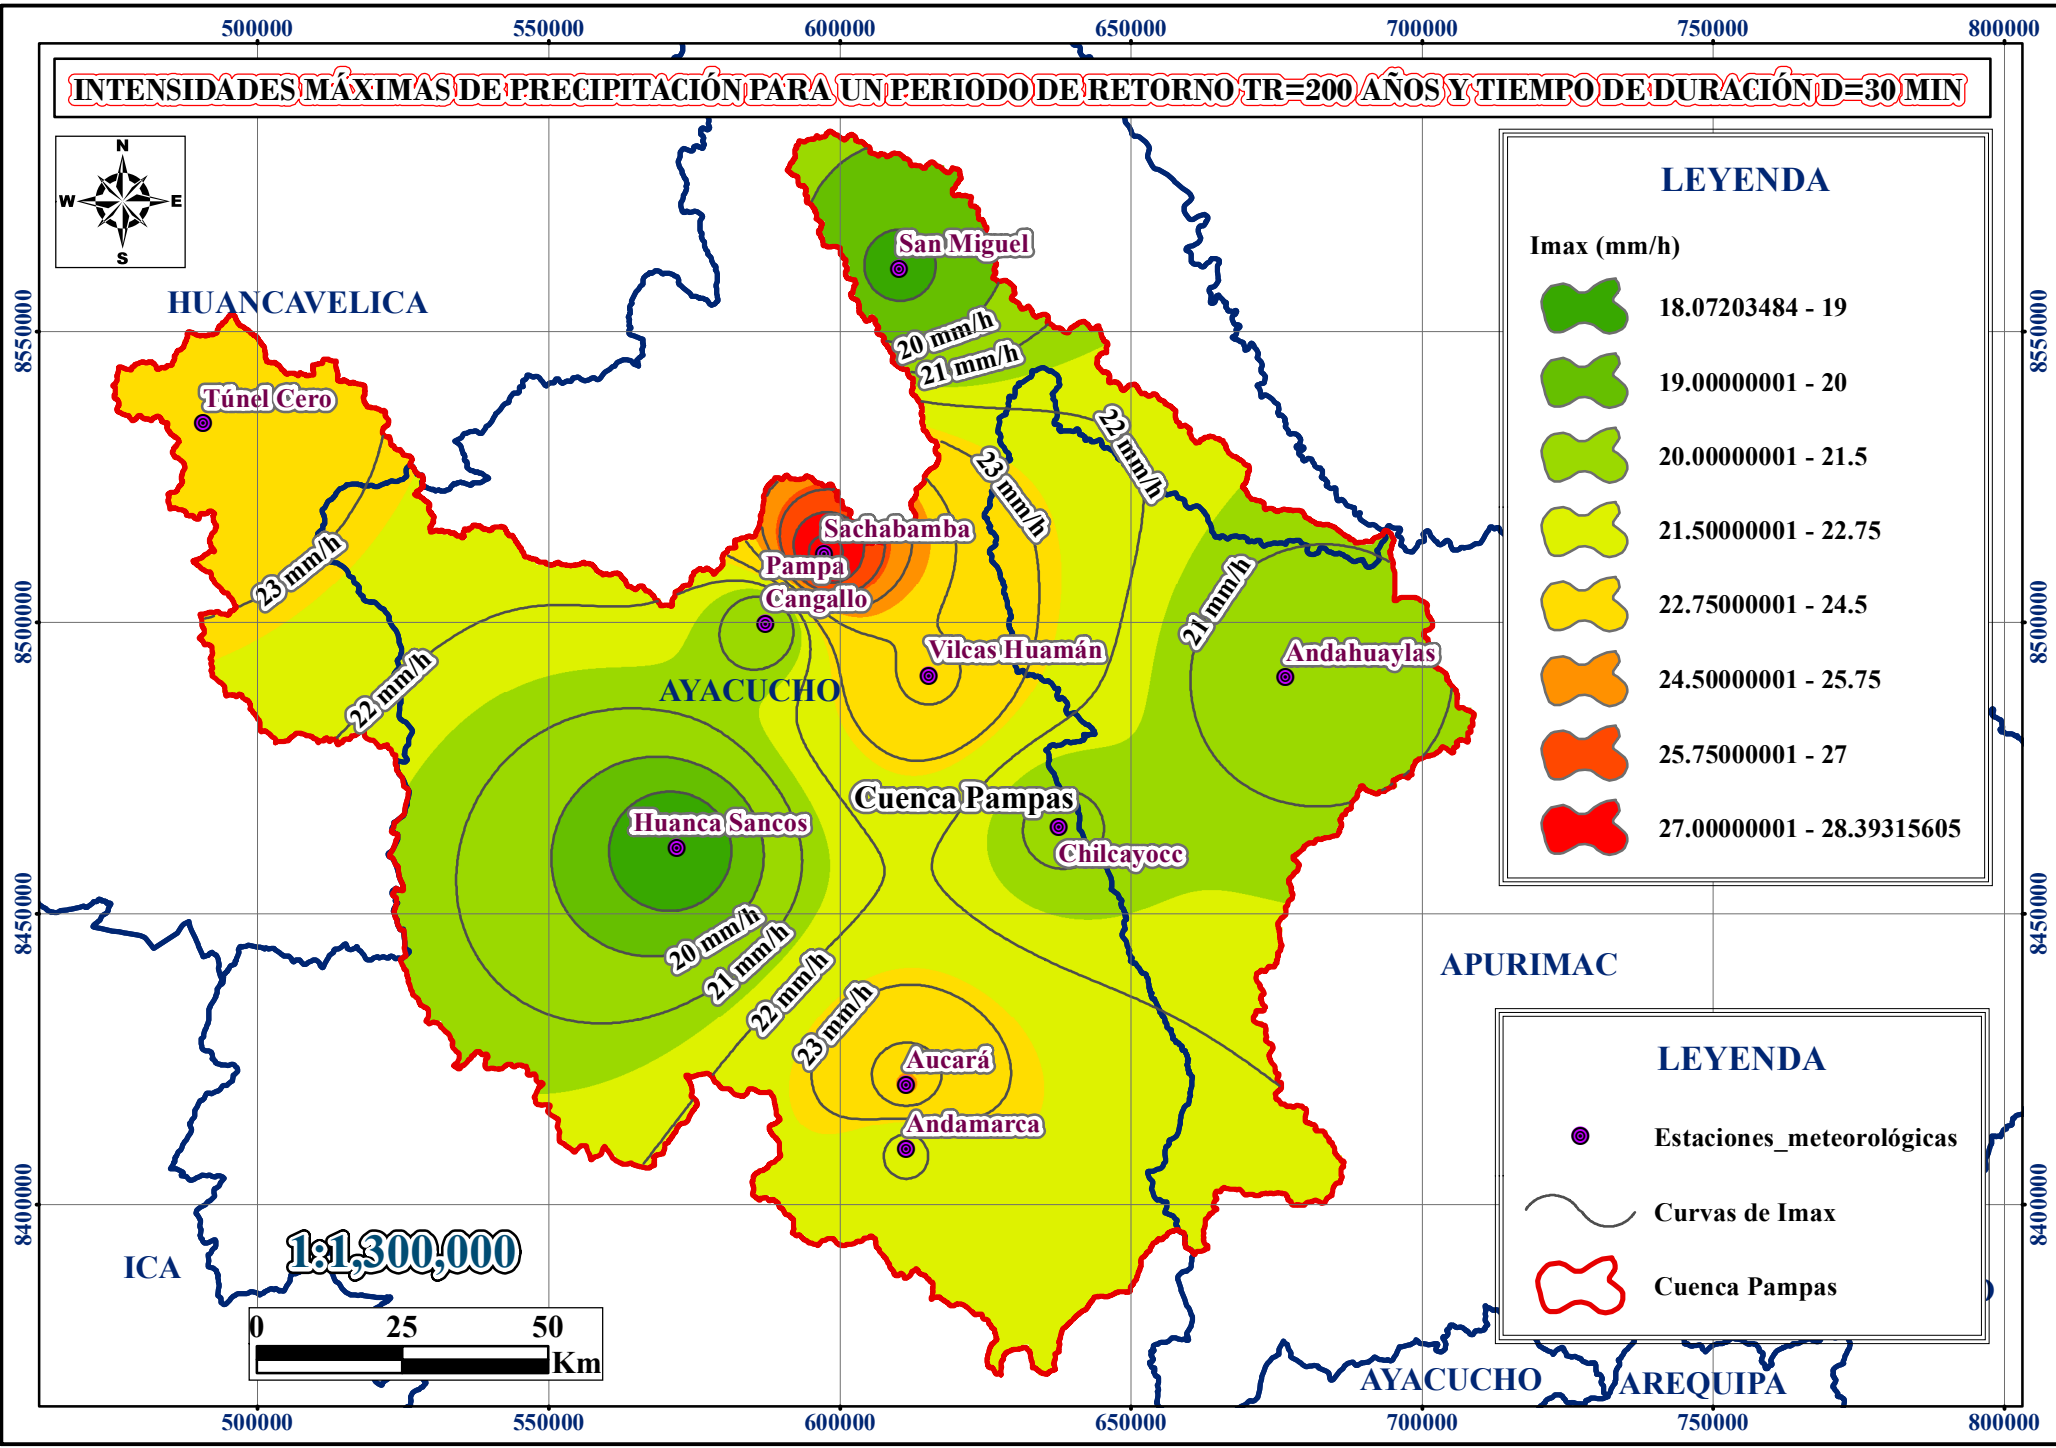 500000 550000 600000 650000 700000 750000 800000
INTENSIDADES MÁXIMAS DE PRECIPITACIÓN PARA UN PERIODO DE RETORNO TR=200 AÑOS Y TIEMPO DE DURACIÓN D=30 MIN
N
W E
S
LEYENDA
Imax (mm/h)
18.07203484 - 19
19.00000001 - 20
20.00000001 - 21.5
21.50000001 - 22.75
22.75000001 - 24.5
24.50000001 - 25.75
25.75000001 - 27
27.00000001 - 28.39315605
San Miguel
HUANCAVELICA
8550000
8550000
20 mm/h
21 mm/h
Túnel Cero
22 mm/h
23 mm/h
Sachabamba
Pampa
Cangallo
23 mm/h
21 mm/h
8500000
8500000
Vilcas Huamán
Andahuaylas
22 mm/h
AYACUCHO
Cuenca Pampas
Huanca Sancos
Chilcayocc
8450000
8450000
20 mm/h
21 mm/h
22 mm/h
23 mm/h
APURIMAC
Aucará
Andamarca
LEYENDA
Estaciones_meteorológicas
Curvas de Imax
Cuenca Pampas
8400000
8400000
1:1,300,000
ICA
0 25 50
Km
AYACUCHO
AREQUIPA
500000 550000 600000 650000 700000 750000 800000